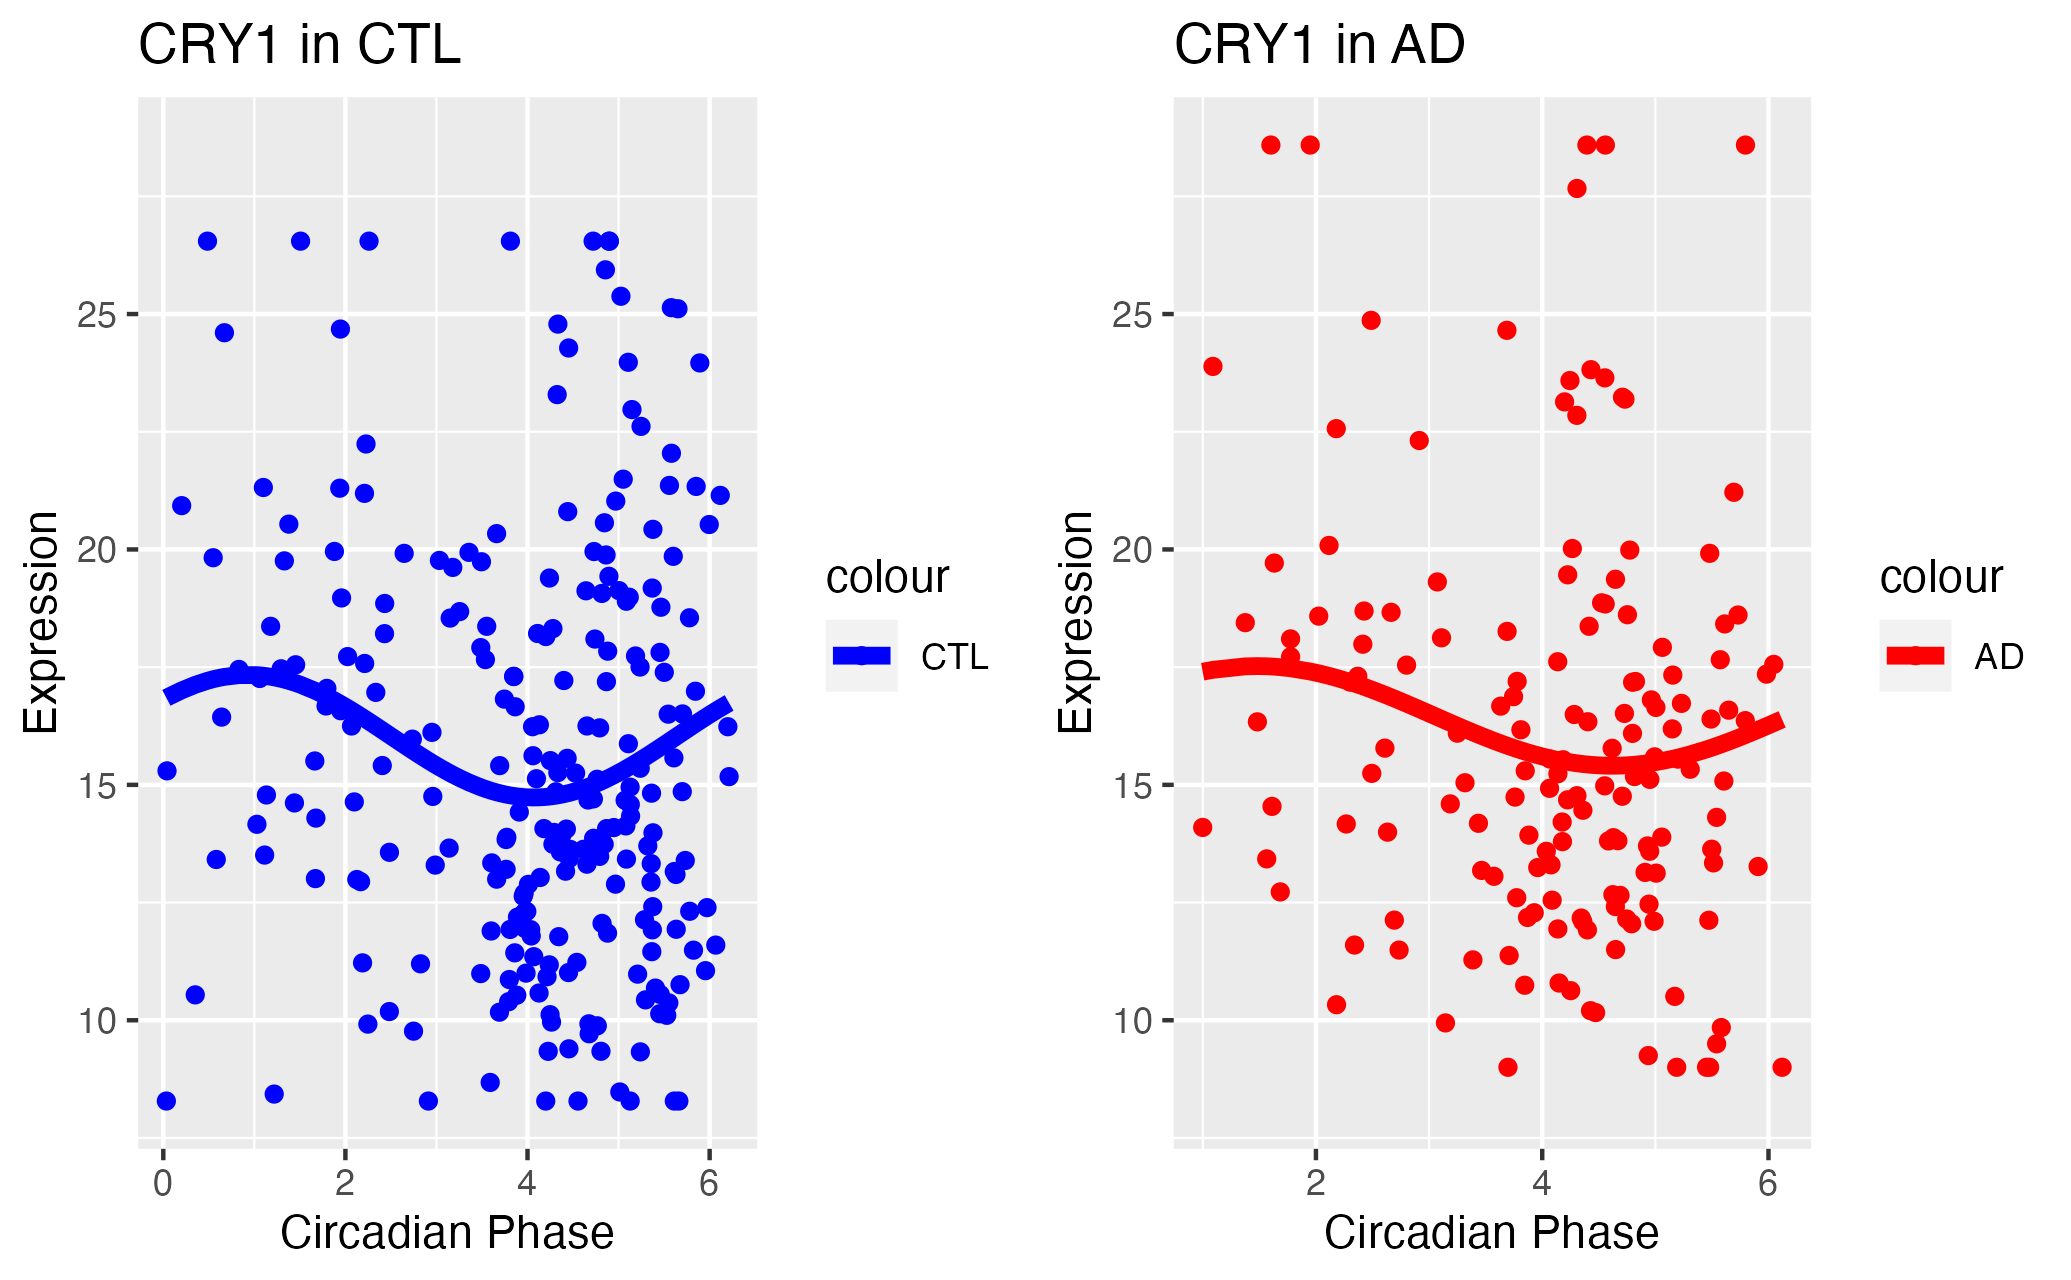 CRY1 in CTL
Expression
25
20
15
10
0 2 4 6
Circadian Phase
colour
CTL
CRY1 in AD
Expression
25
20
15
10
2 4 6
Circadian Phase
colour
AD